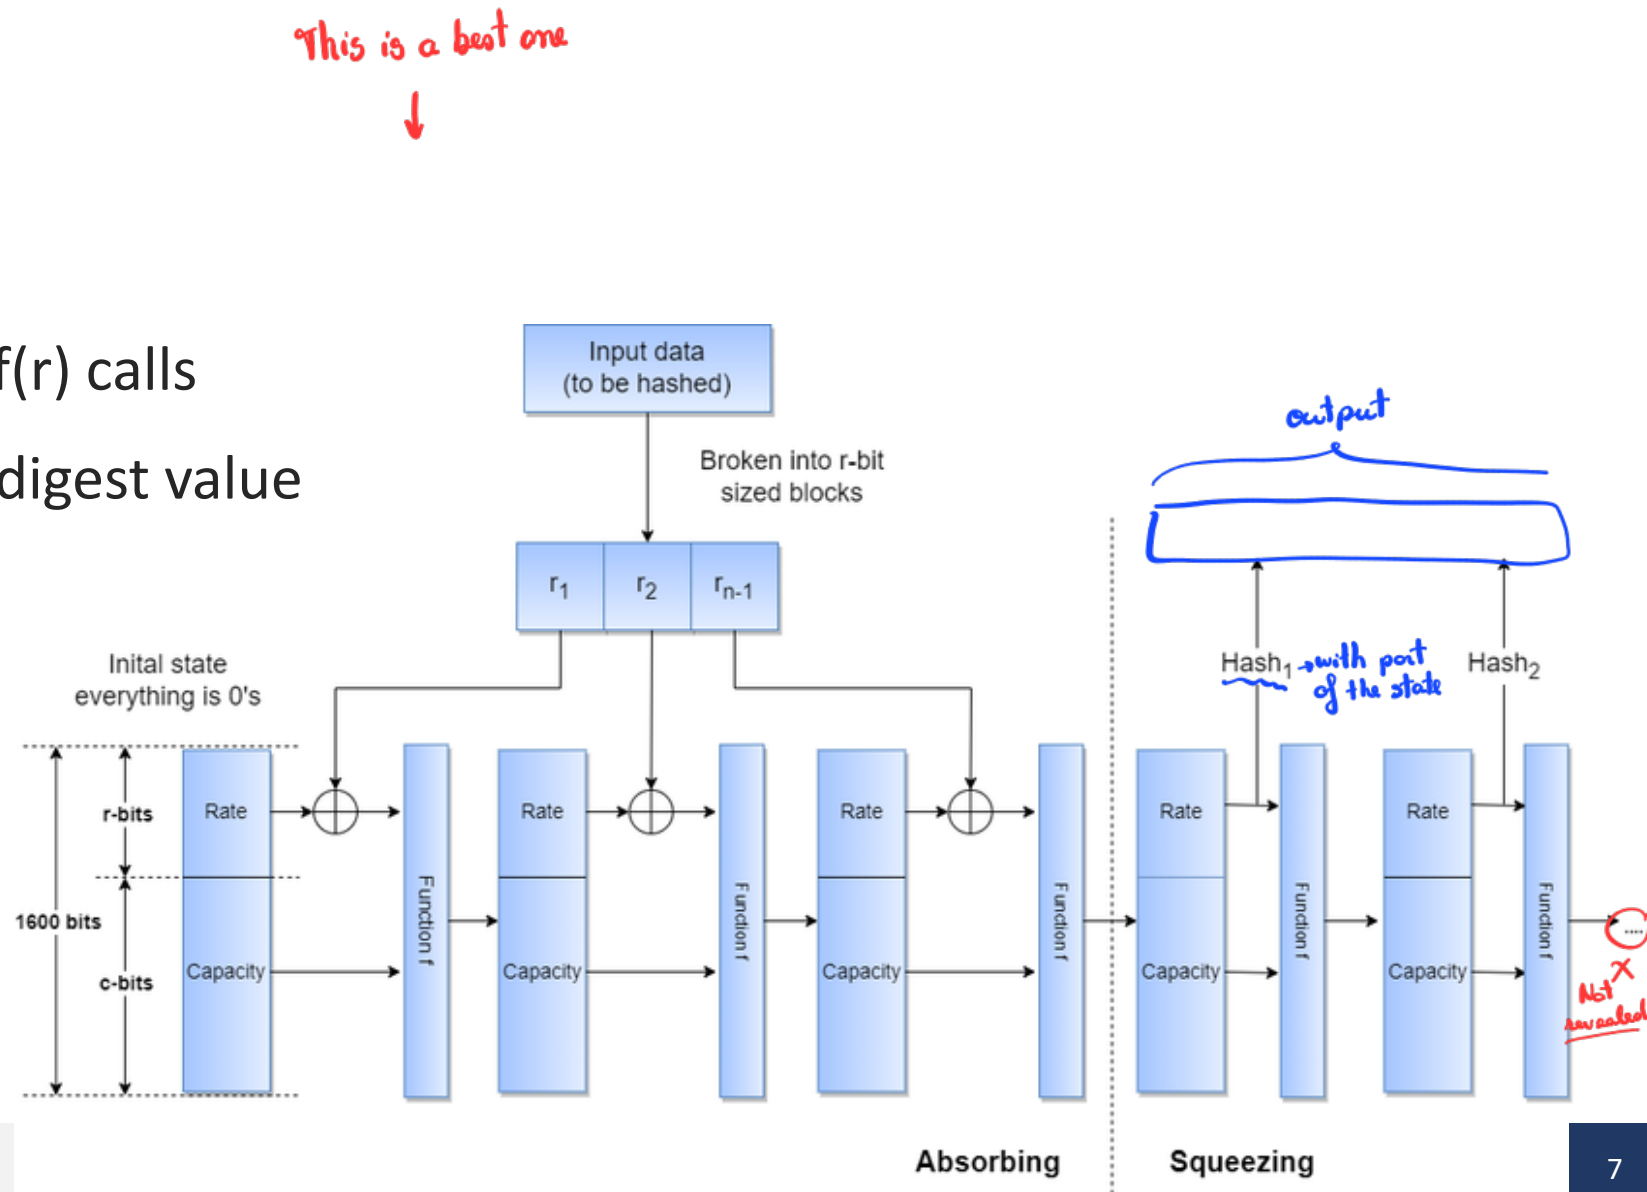 This is a best one
f(r) calls
digest value
Input data
(to be hashed)
Broken into r-bit
sized blocks
r1
r2
rn-1
output
Inital state
everything is 0's
Hash1
→with part
of the state
Hash2
1600 bits
r-bits
c-bits
Rate
Capacity
Function f
Rate
Capacity
Function f
Rate
Capacity
Function f
Rate
Capacity
Function f
Rate
Capacity
Function f
....
X
Not
revealed
Absorbing
Squeezing
7